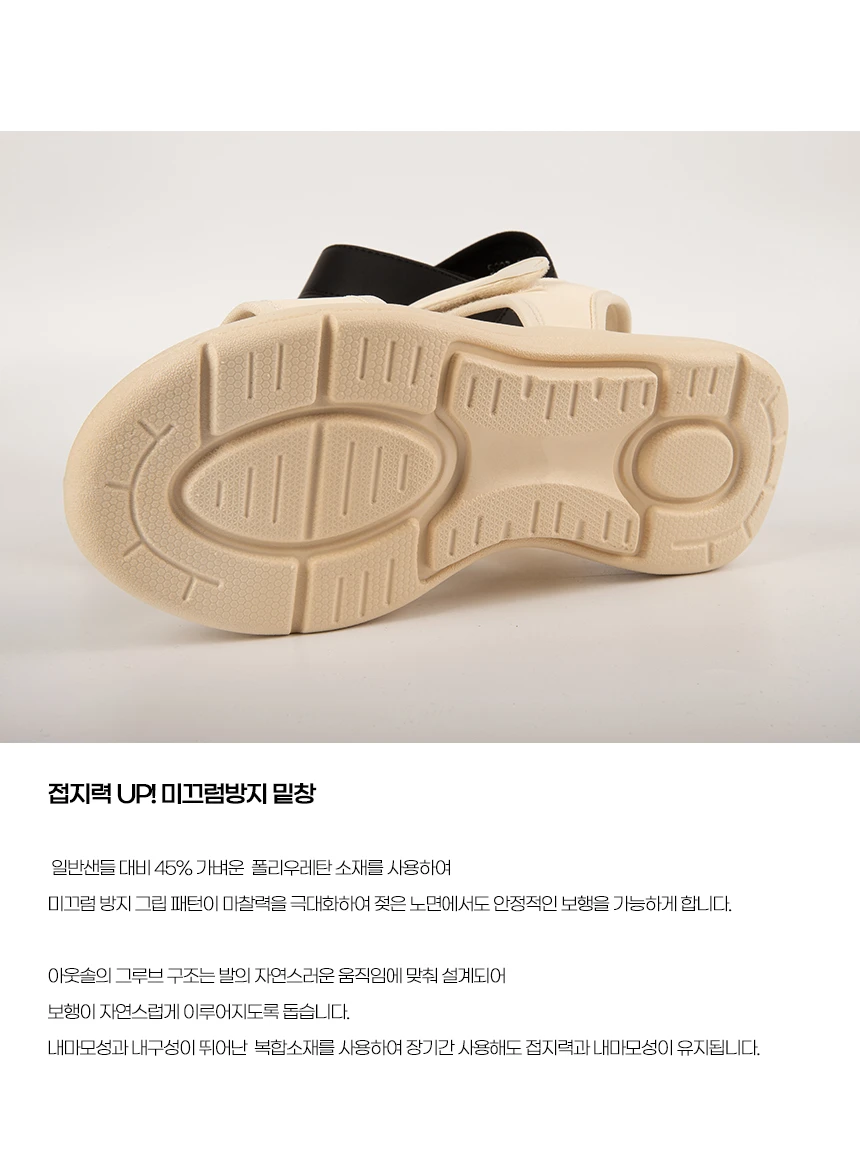 접지력 UP! 미끄럼방지 밑창
일반샌들 대비 45% 가벼운 폴리우레탄 소재를 사용하여
미끄럼 방지 그립 패턴이 마찰력을 극대화하여 젖은 노면에서도 안정적인 보행을 가능하게 합니다.
아웃솔의 그루브 구조는 발의 자연스러운 움직임에 맞춰 설계되어
보행이 자연스럽게 이루어지도록 돕습니다.
내마모성과 내구성이 뛰어난 복합소재를 사용하여 장기간 사용해도 접지력과 내마모성이 유지됩니다.